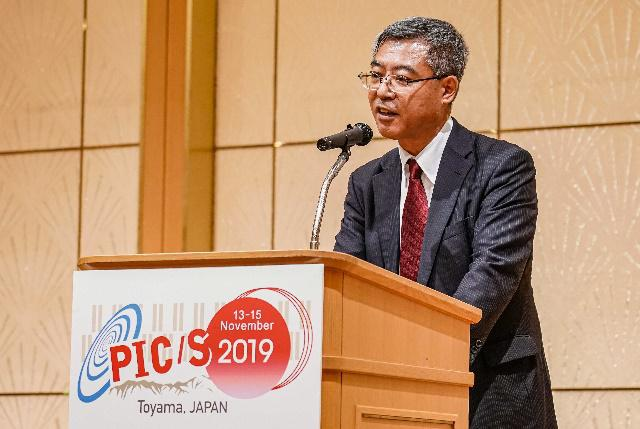 13-15
November
PIC/S 2019
Toyama, JAPAN